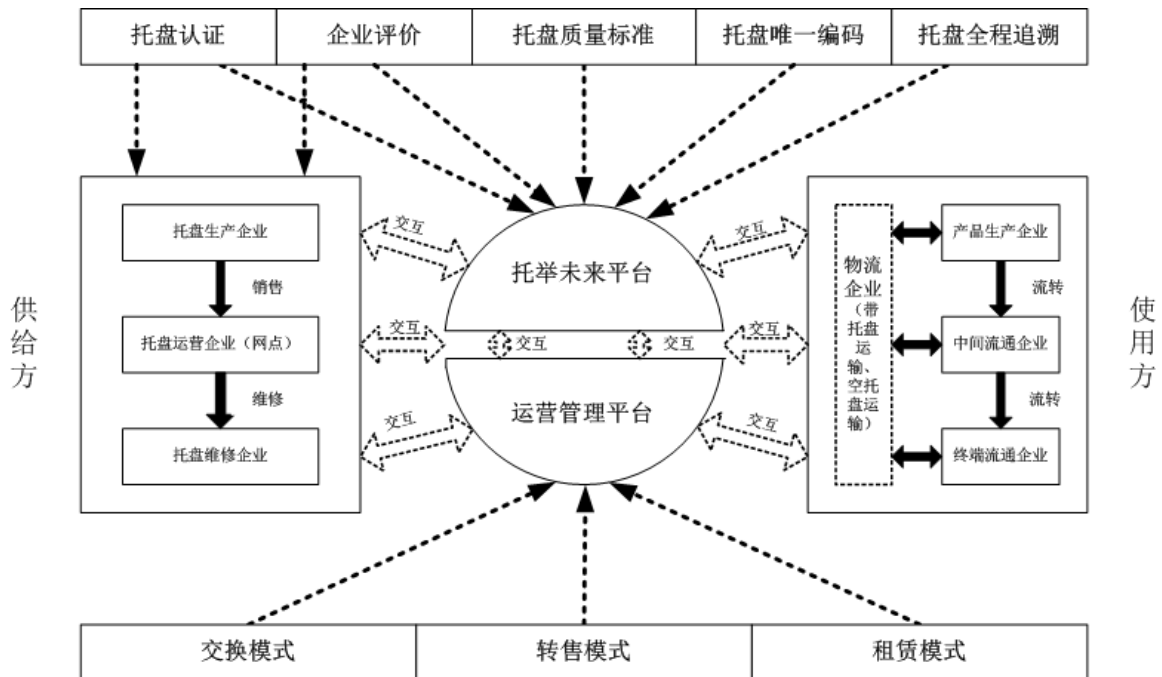 托盘认证
企业评价
托盘质量标准
托盘唯一编码
托盘全程追溯
供给方
托盘生产企业
销售
托盘运营企业（网点）
维修
托盘维修企业
交互
交互
交互
托举未来平台
交互
交互
运营管理平台
交互
交互
交互
物流
企业
（带
托盘
运
输、
空托
盘运
输）
产品生产企业
流转
中间流通企业
流转
终端流通企业
使用方
交换模式
转售模式
租赁模式